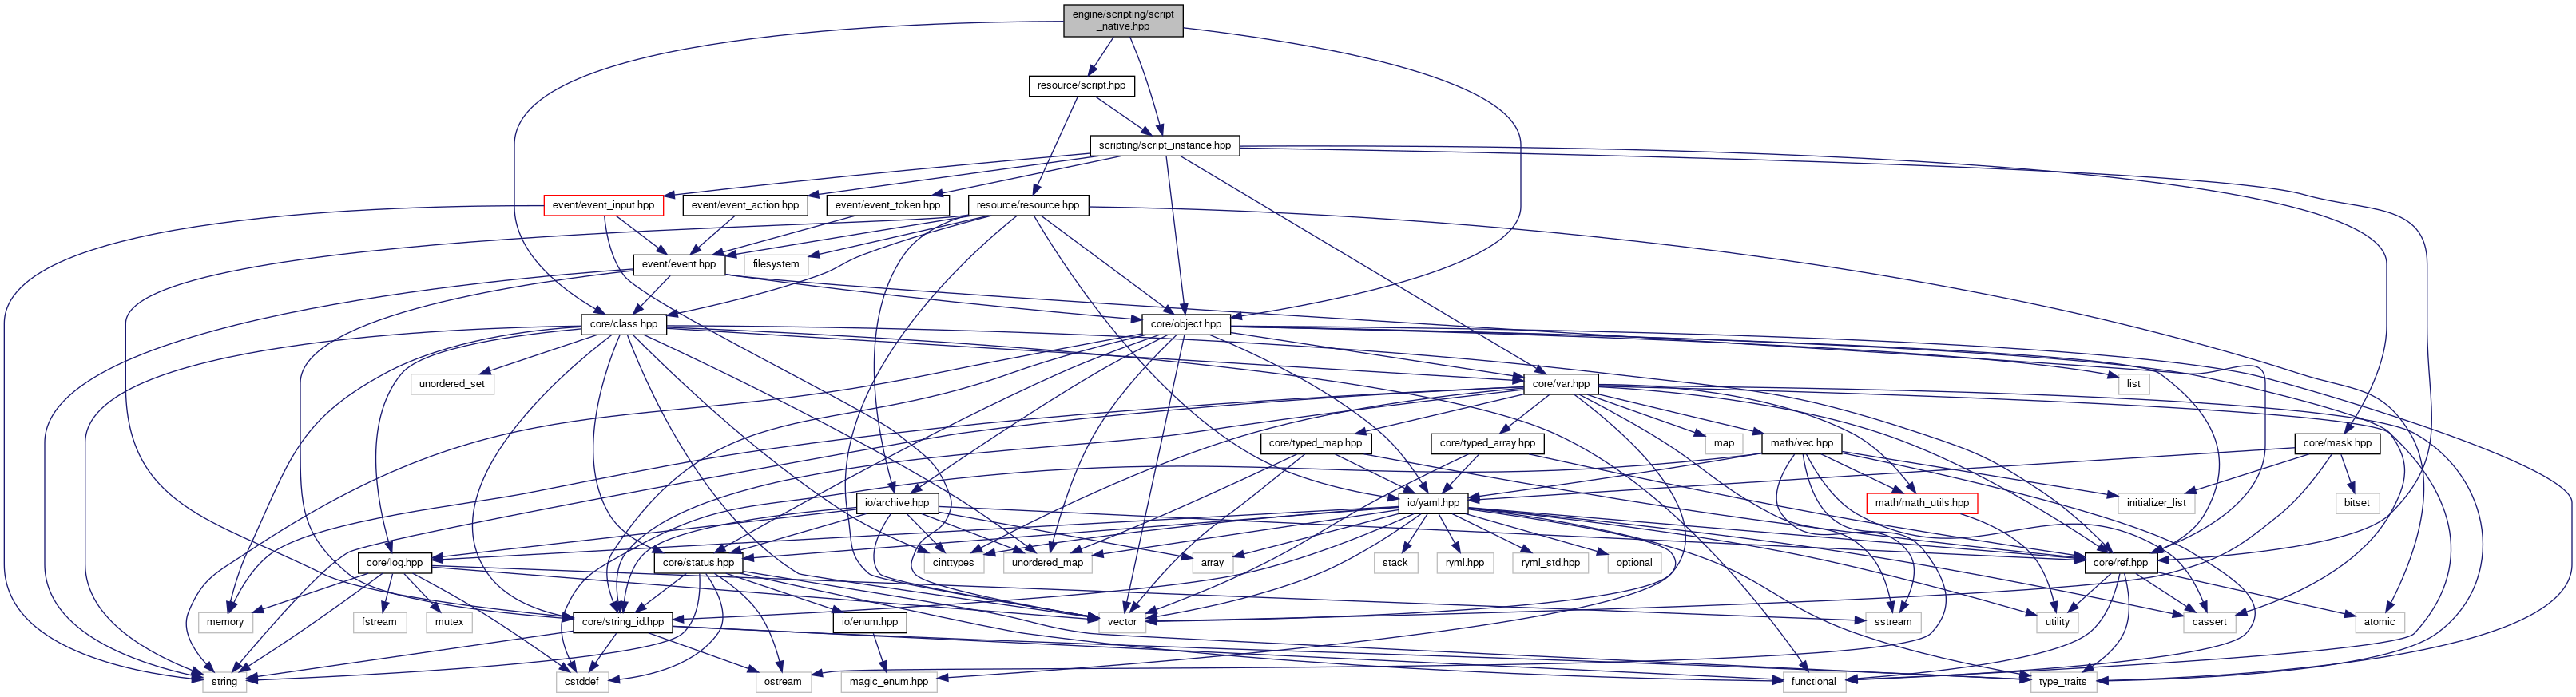 engine/scripting/script
_native.hpp
resource/script.hpp
scripting/script_instance.hpp
event/event_input.hpp
event/event_action.hpp
event/event_token.hpp
resource/resource.hpp
event/event.hpp
filesystem
core/class.hpp
core/object.hpp
unordered_set
core/var.hpp
list
core/typed_map.hpp
core/typed_array.hpp
map
math/vec.hpp
core/mask.hpp
io/archive.hpp
io/yaml.hpp
math/math_utils.hpp
initializer_list
bitset
core/log.hpp
core/status.hpp
cinttypes
unordered_map
array
stack
ryml.hpp
ryml_std.hpp
optional
core/ref.hpp
memory
fstream
mutex
core/string_id.hpp
io/enum.hpp
vector
sstream
utility
cassert
atomic
string
cstddef
ostream
magic_enum.hpp
functional
type_traits